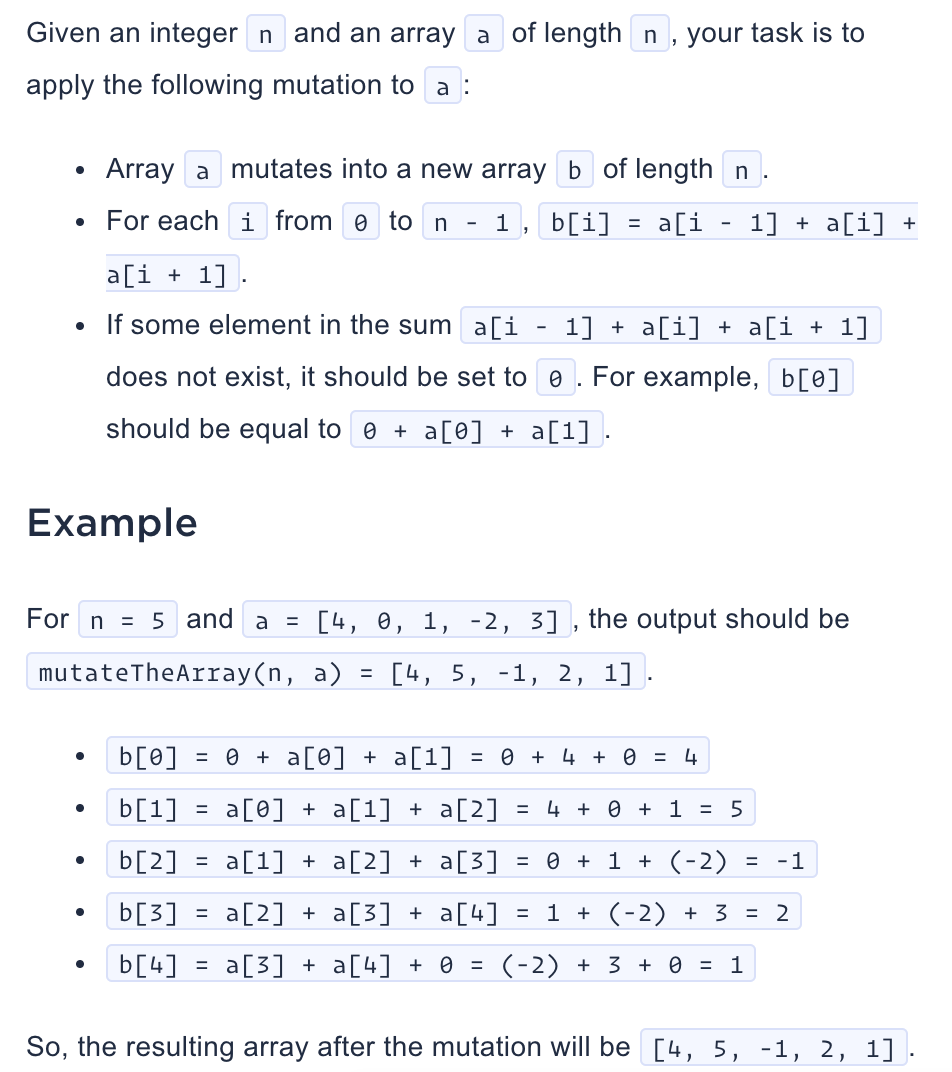 Given an integer n and an array a of length n, your task is to
apply the following mutation to a:
• Array a mutates into a new array b of length n.
• For each i from 0 to n - 1, b[i] = a[i - 1] + a[i] +
a[i + 1].
• If some element in the sum a[i - 1] + a[i] + a[i + 1]
does not exist, it should be set to 0. For example, b[0]
should be equal to 0 + a[0] + a[1].
Example
For n = 5 and a = [4, 0, 1, -2, 3], the output should be
mutateTheArray(n, a) = [4, 5, -1, 2, 1].
• b[0] = 0 + a[0] + a[1] = 0 + 4 + 0 = 4
• b[1] = a[0] + a[1] + a[2] = 4 + 0 + 1 = 5
• b[2] = a[1] + a[2] + a[3] = 0 + 1 + (-2) = -1
• b[3] = a[2] + a[3] + a[4] = 1 + (-2) + 3 = 2
• b[4] = a[3] + a[4] + 0 = (-2) + 3 + 0 = 1
So, the resulting array after the mutation will be [4, 5, -1, 2, 1].